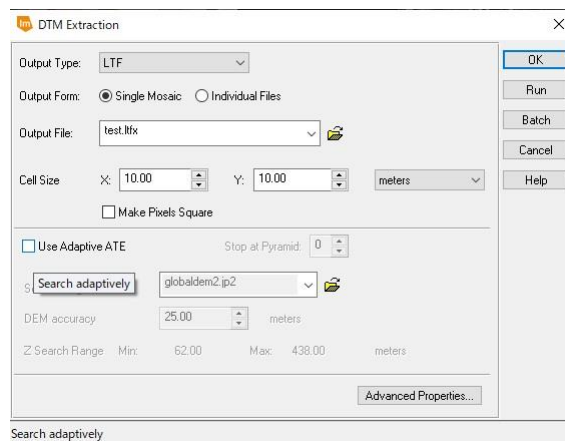 DTM Extraction
Output Type: LTF
OK
Output Form: Single Mosaic Individual Files
Run
Output File: test.ltfx
Batch
Cancel
Cell Size X: 10.00 Y: 10.00 meters
Help
Make Pixels Square
Use Adaptive ATE Stop at Pyramid: 0
Search adaptively globaldem2.jp2
DEM accuracy 25.00 meters
Z Search Range Min: 62.00 Max: 438.00 meters
Advanced Properties...
Search adaptively